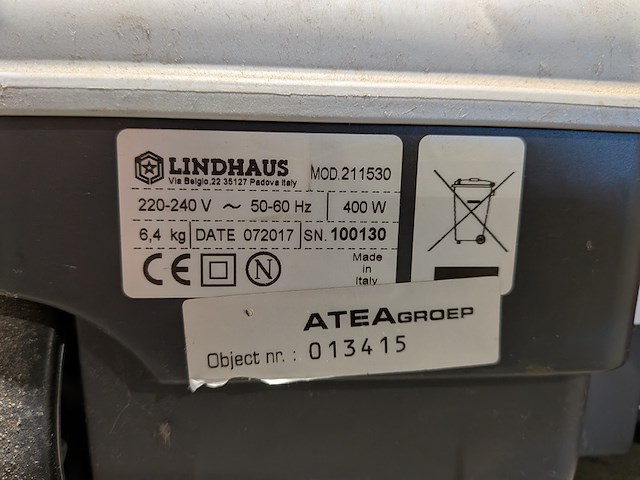 LINDHAUS MOD.211530
Via Belgio,22 35127 Padova Italy
220-240 V ~ 50-60 Hz 400 W
6,4 kg DATE 072017 SN. 100130
CE N Made
in
Italy
ATEAGROEP
Object nr.: 013415